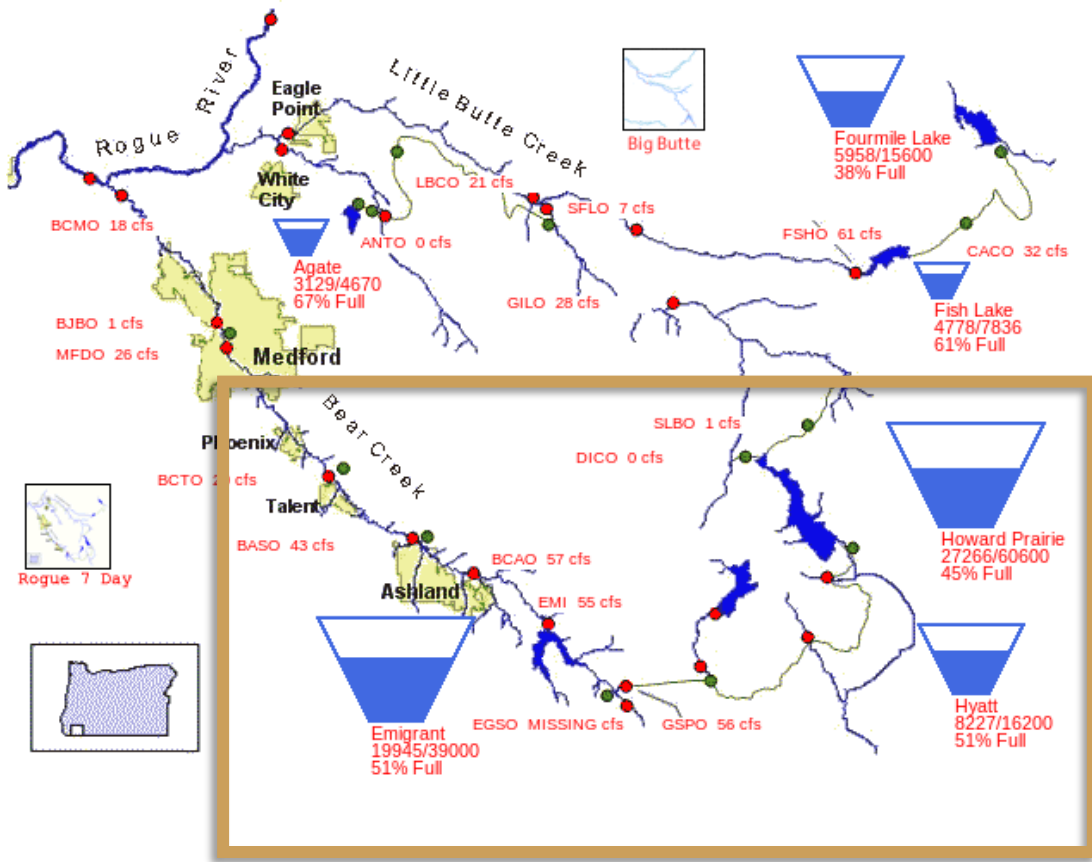 Rogue River
Eagle
Point
Little Butte Creek
Big Butte
Fourmile Lake
5958/15600
38% Full
White
City
LBCO 21 cfs
SFLO 7 cfs
BCMO 18 cfs
ANTO 0 cfs
FSHO 61 cfs
CACO 32 cfs
Agate
3129/4670
67% Full
GILO 28 cfs
Fish Lake
4778/7836
61% Full
BJBO 1 cfs
MFDO 26 cfs
Medford
Bear Creek
SLBO 1 cfs
Phoenix
DICO 0 cfs
BCTO cfs
Talent
Howard Prairie
27266/60600
45% Full
BASO 43 cfs
BCAO 57 cfs
Rogue 7 Day
Ashland
EMI 55 cfs
Hyatt
8227/16200
51% Full
EGSO MISSING cfs
GSPO 56 cfs
Emigrant
19945/39000
51% Full